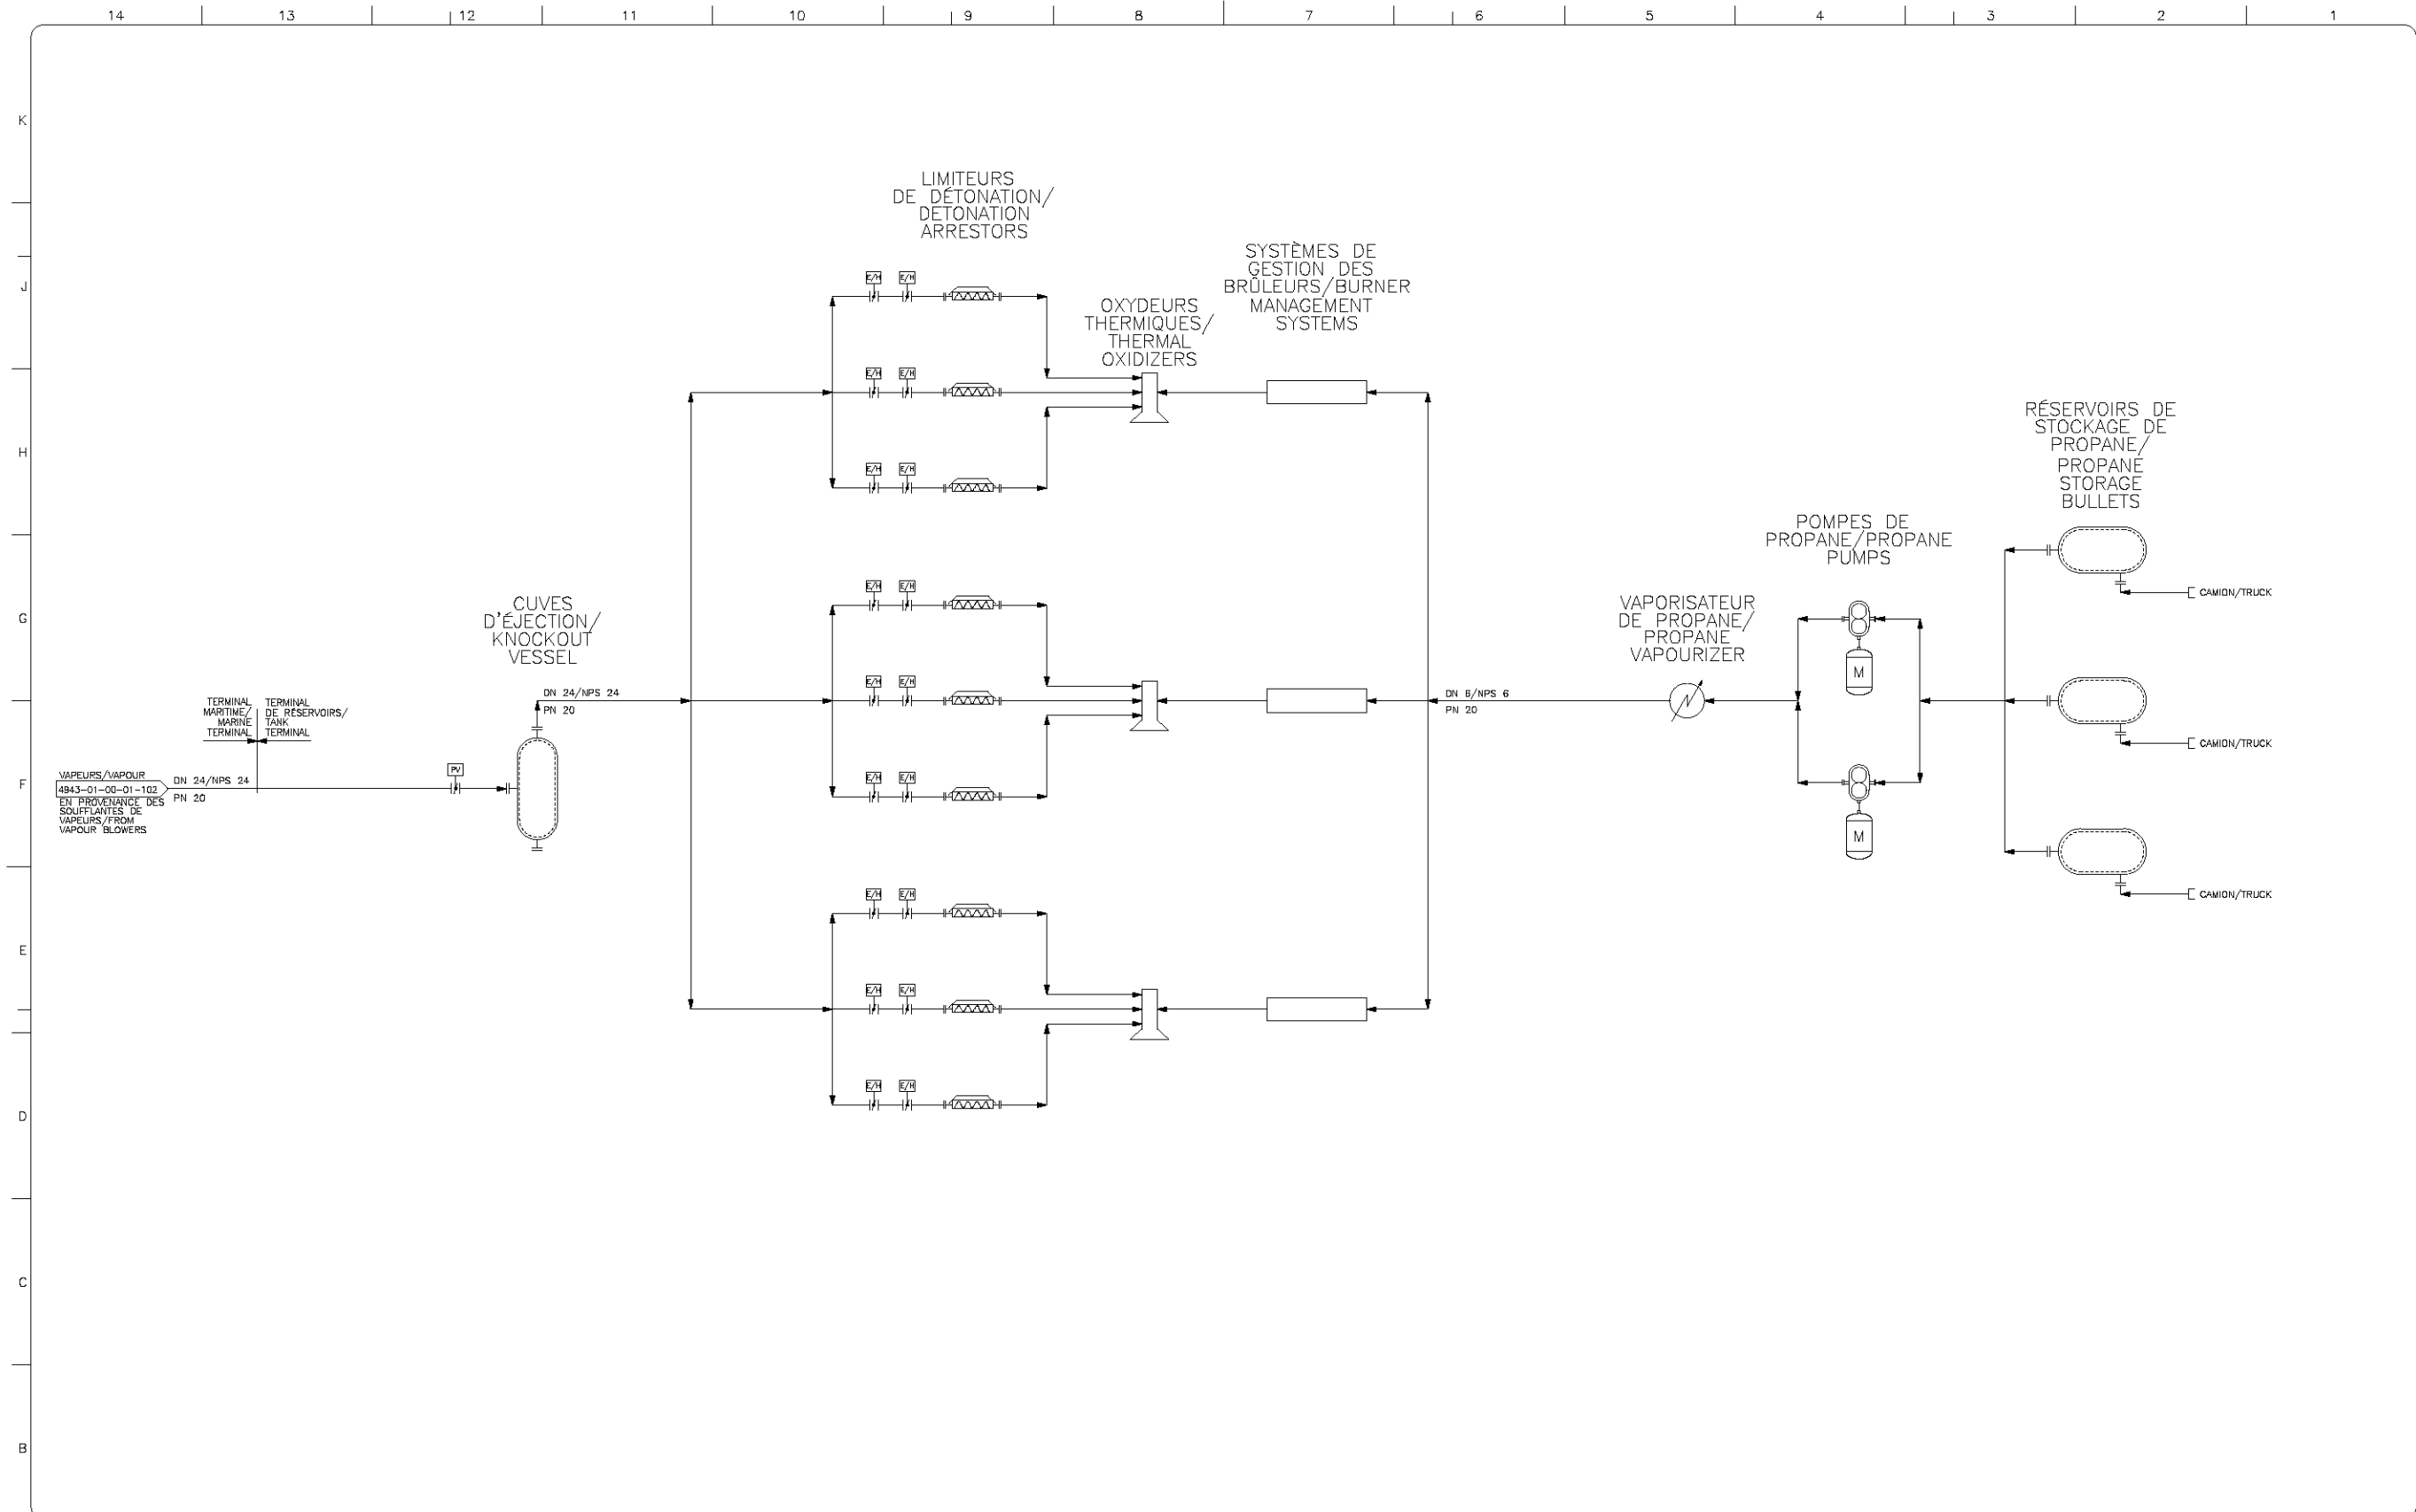 14 13 12 11 10 9 8 7 6 5 4 3 2 1
K
LIMITEURS
DE DÉTONATION/
DETONATION
ARRESTORS
J
SYSTÈMES DE
GESTION DES
BRÛLEURS/BURNER
MANAGEMENT
SYSTEMS
E/H E/H
OXYDEURS
THERMIQUES/
THERMAL
OXIDIZERS
E/H E/H
H
RÉSERVOIRS DE
STOCKAGE DE
PROPANE/
PROPANE
STORAGE
BULLETS
E/H E/H
POMPES DE
PROPANE/PROPANE
PUMPS
G
CUVES
D'ÉJECTION/
KNOCKOUT
VESSEL
E/H E/H
VAPORISATEUR
DE PROPANE/
PROPANE
VAPOURIZER
CAMION/TRUCK
M
E/H E/H
DN 24/NPS 24
PN 20
DN 6/NPS 6
PN 20
TERMINAL
MARITIME/
MARINE
TERMINAL
TERMINAL
DE RÉSERVOIRS/
TANK
TERMINAL
CAMION/TRUCK
F
VAPEURS/VAPOUR
4943-01-00-01-102
EN PROVENANCE DES
SOUFFLANTES DE
VAPEURS/FROM
VAPOUR BLOWERS
DN 24/NPS 24
PN 20
PV
E/H E/H
M
E/H E/H
CAMION/TRUCK
E
E/H E/H
E/H E/H
D
C
B